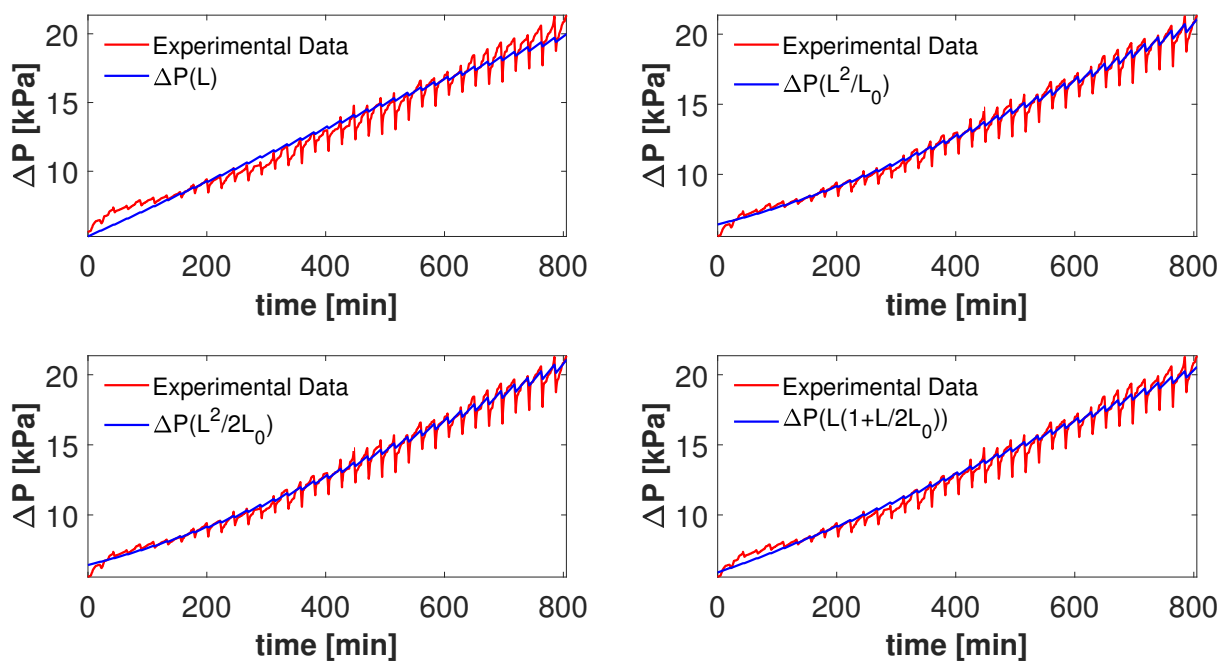 ΔP [kPa]
20
15
10
Experimental Data
ΔP(L)
0 200 400 600 800
time [min]
ΔP [kPa]
20
15
10
Experimental Data
ΔP(L²/L₀)
0 200 400 600 800
time [min]
ΔP [kPa]
20
15
10
Experimental Data
ΔP(L²/2L₀)
0 200 400 600 800
time [min]
ΔP [kPa]
20
15
10
Experimental Data
ΔP(L(1+L/2L₀))
0 200 400 600 800
time [min]